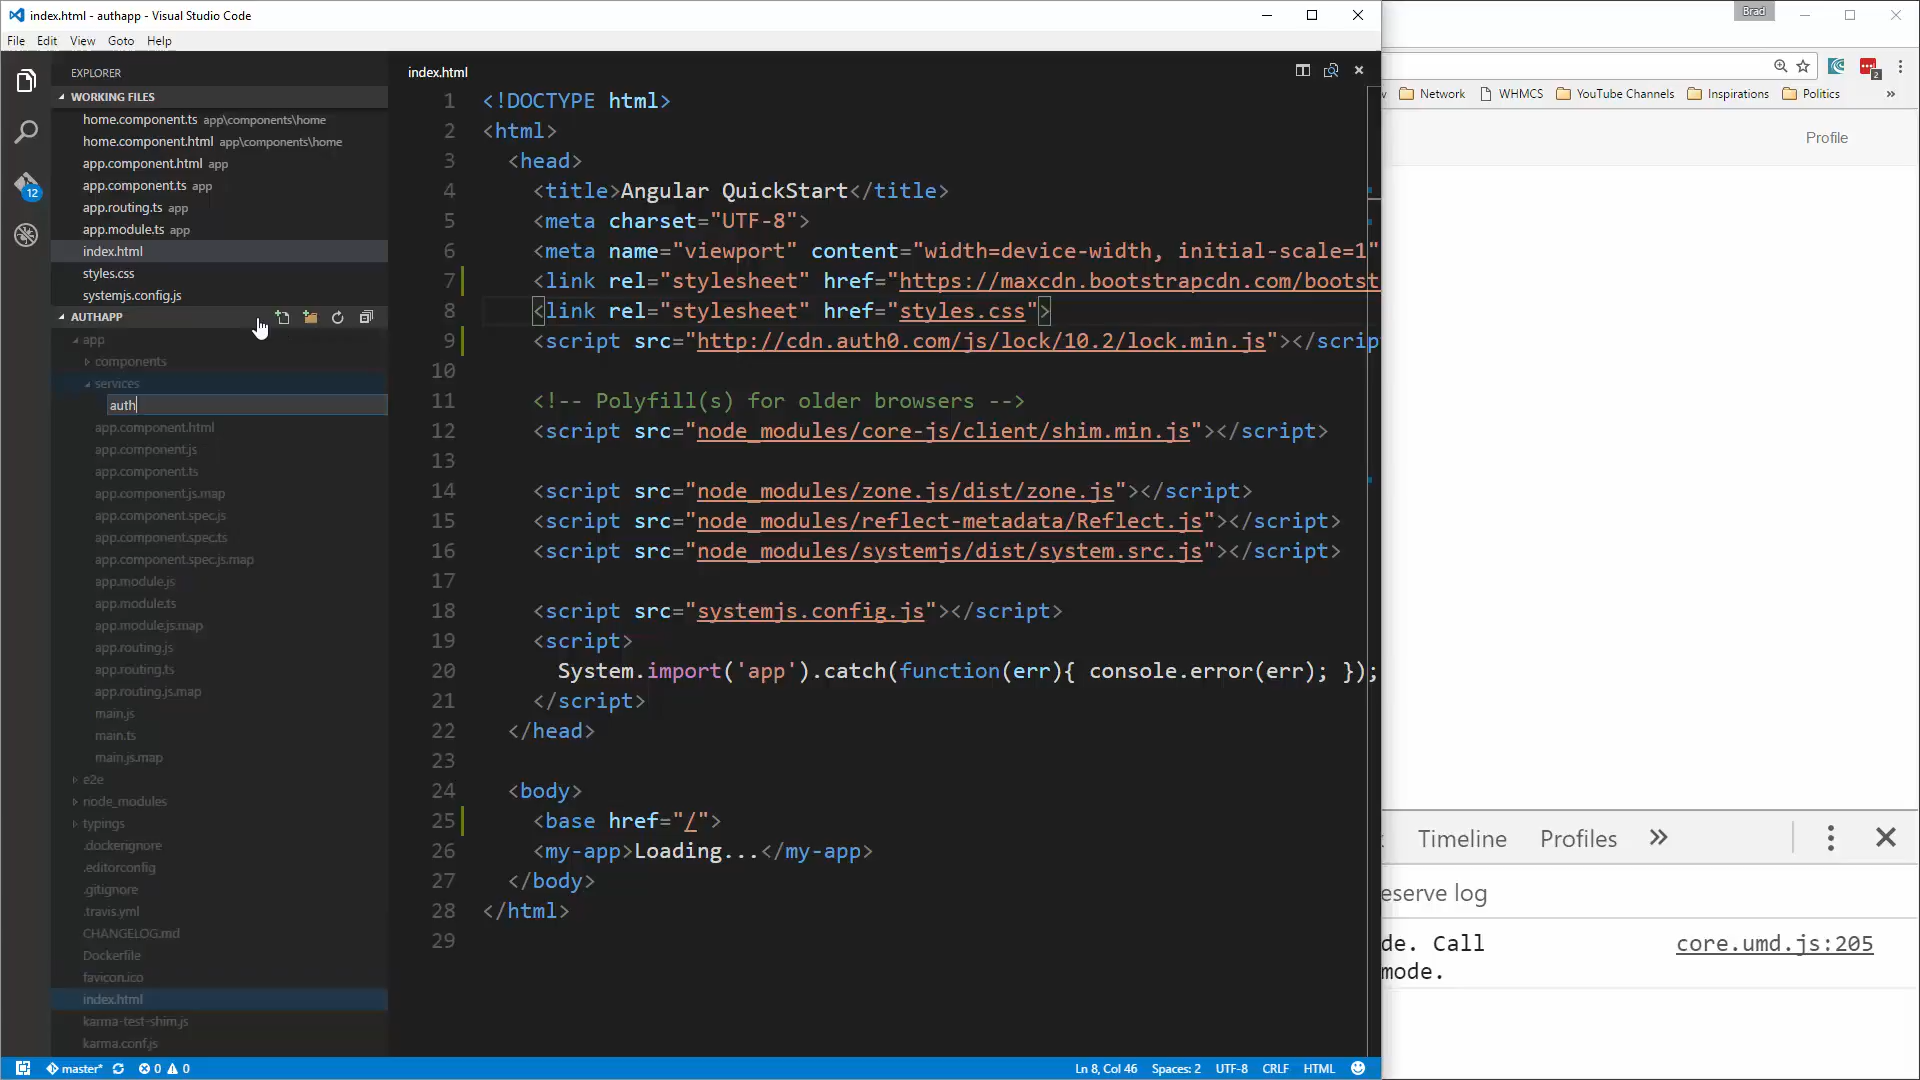 index.html - authapp - Visual Studio Code
File Edit View Goto Help
EXPLORER
WORKING FILES
home.component.ts app\components\home
home.component.html app\components\home
app.component.html app
app.component.ts app
app.routing.ts app
app.module.ts app
index.html
styles.css
systemjs.config.js
AUTHAPP
app
components
services
auth
app.component.html
app.component.js
app.component.ts
app.component.js.map
app.component.spec.js
app.component.spec.ts
app.component.spec.js.map
app.module.js
app.module.ts
app.module.js.map
app.routing.js
app.routing.ts
app.routing.js.map
main.js
main.ts
main.js.map
e2e
node_modules
typings
.dockerignore
.editorconfig
.gitignore
.travis.yml
CHANGELOG.md
Dockerfile
favicon.ico
index.html
karma-test-shim.js
karma.conf.js
12
index.html
1 <!DOCTYPE html>
2 <html>
3 <head>
4 <title>Angular QuickStart</title>
5 <meta charset="UTF-8">
6 <meta name="viewport" content="width=device-width, initial-scale=1"
7 <link rel="stylesheet" href="https://maxcdn.bootstrapcdn.com/bootst
8 <link rel="stylesheet" href="styles.css">
9 <script src="http://cdn.auth0.com/js/lock/10.2/lock.min.js"></scrip
10
11 <!-- Polyfill(s) for older browsers -->
12 <script src="node_modules/core-js/client/shim.min.js"></script>
13
14 <script src="node_modules/zone.js/dist/zone.js"></script>
15 <script src="node_modules/reflect-metadata/Reflect.js"></script>
16 <script src="node_modules/systemjs/dist/system.src.js"></script>
17
18 <script src="systemjs.config.js"></script>
19 <script>
20 System.import('app').catch(function(err){ console.error(err); });
21 </script>
22 </head>
23
24 <body>
25 <base href="/">
26 <my-app>Loading...</my-app>
27 </body>
28 </html>
29
master* 0 0
Ln 8, Col 46 Spaces: 2 UTF-8 CRLF HTML
Brad
2
Network WHMCS YouTube Channels Inspirations Politics »
Profile
Timeline Profiles »
eserve log
de. Call core.umd.js:205
mode.